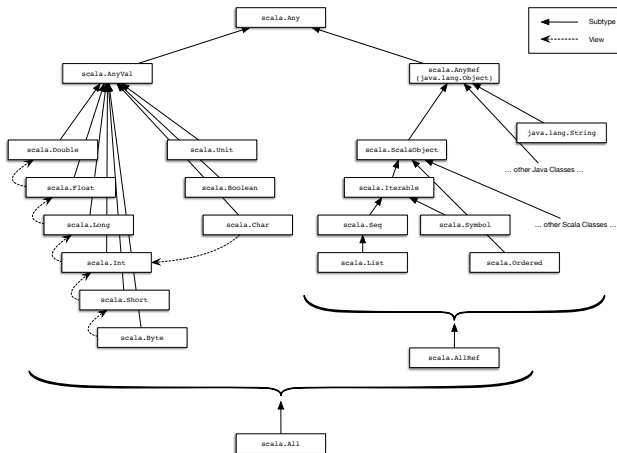 scala.Any
Subtype
View
scala.AnyVal
scala.AnyRef
(java.lang.Object)
scala.Double
scala.Unit
scala.ScalaObject
java.lang.String
... other Java Classes ...
scala.Float
scala.Boolean
scala.Iterable
scala.Long
scala.Char
scala.Seq
scala.Symbol
... other Scala Classes ...
scala.Int
scala.List
scala.Ordered
scala.Short
scala.Byte
scala.AllRef
scala.All